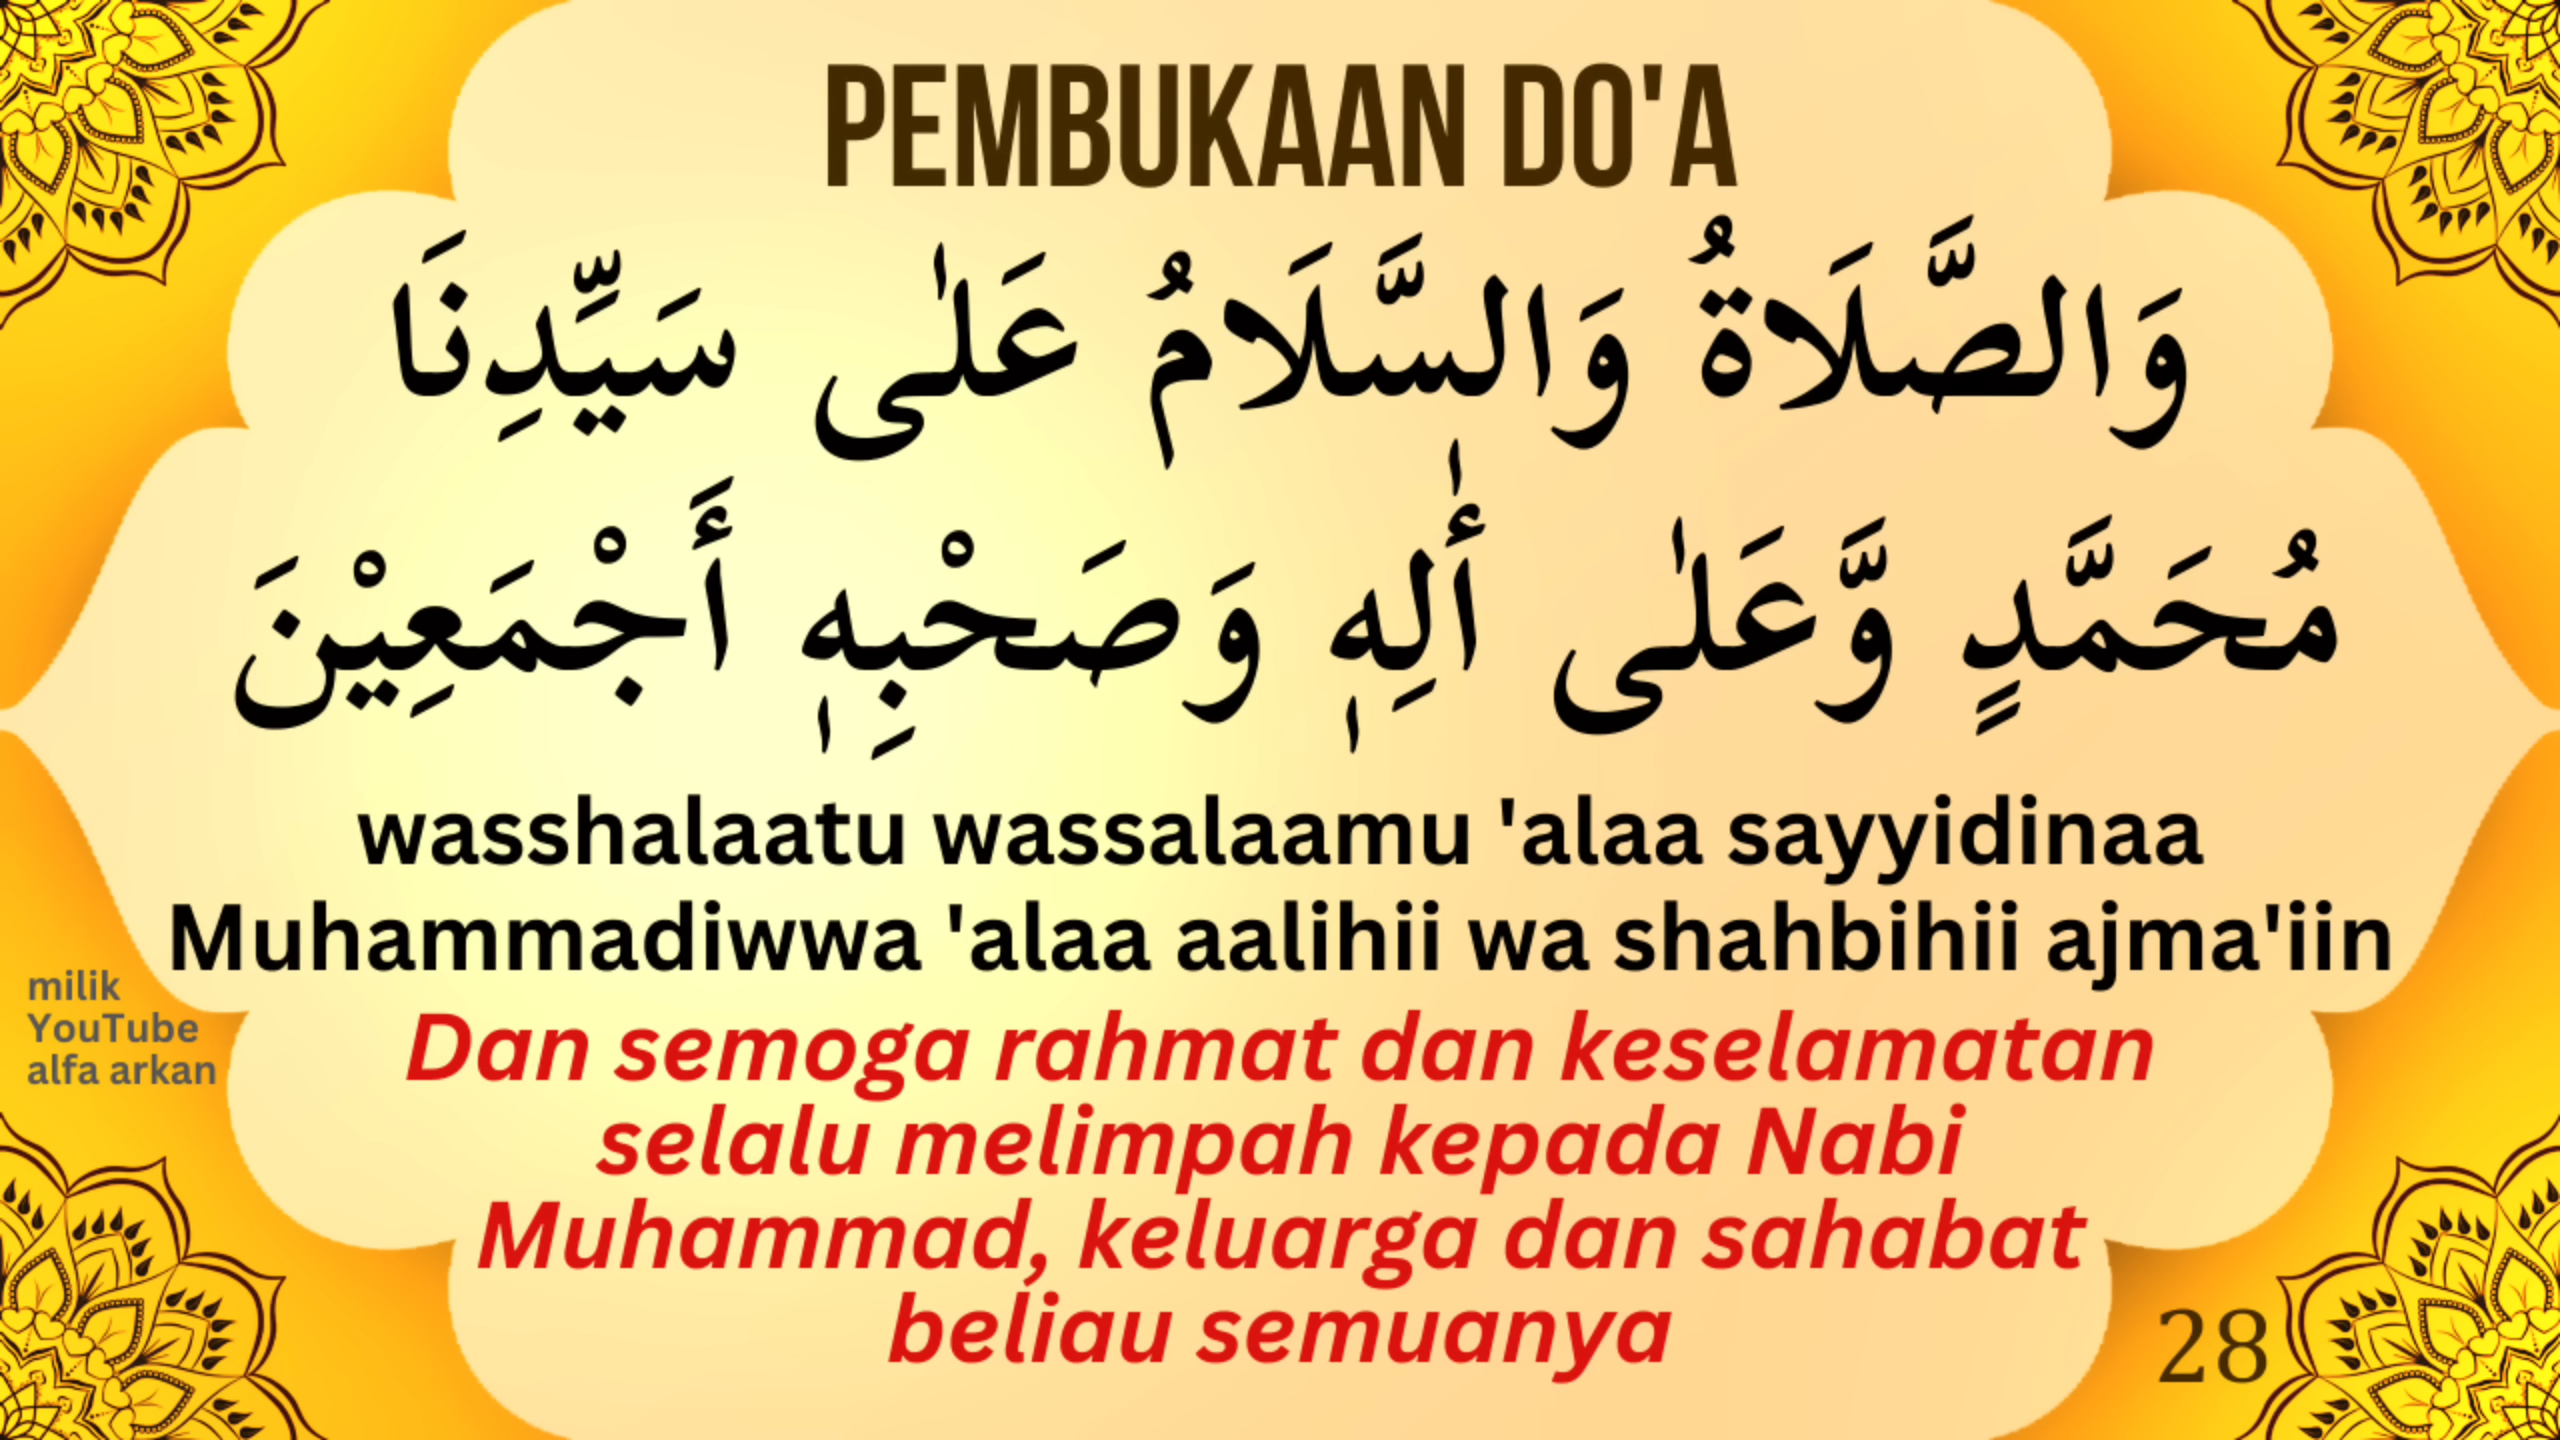 PEMBUKAAN DO'A
وَالصَّلَاةُ وَالسَّلَامُ عَلٰى سَيِّدِنَا
مُحَمَّدٍ وَّعَلٰى أٰلِهٖ وَصَحْبِهٖ أَجْمَعِيْنَ
wasshalaatu wassalaamu 'alaa sayyidinaa
Muhammadiwwa 'alaa aalihii wa shahbihii ajma'iin
milik
YouTube
alfa arkan
Dan semoga rahmat dan keselamatan
selalu melimpah kepada Nabi
Muhammad, keluarga dan sahabat
beliau semuanya
28